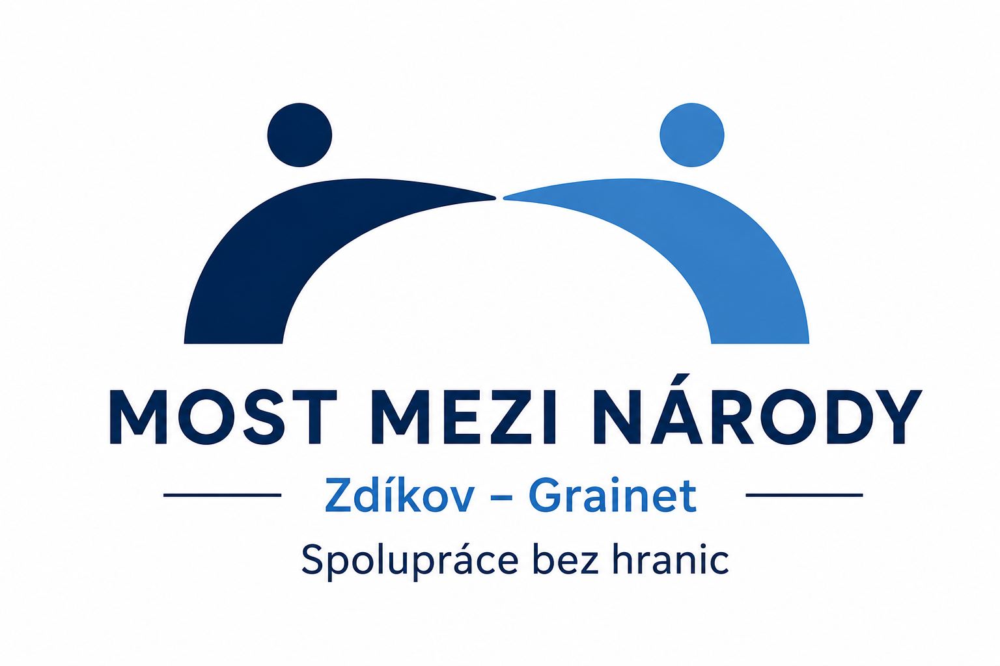 MOST MEZI NÁRODY
Zdíkov – Grainet
Spolupráce bez hranic